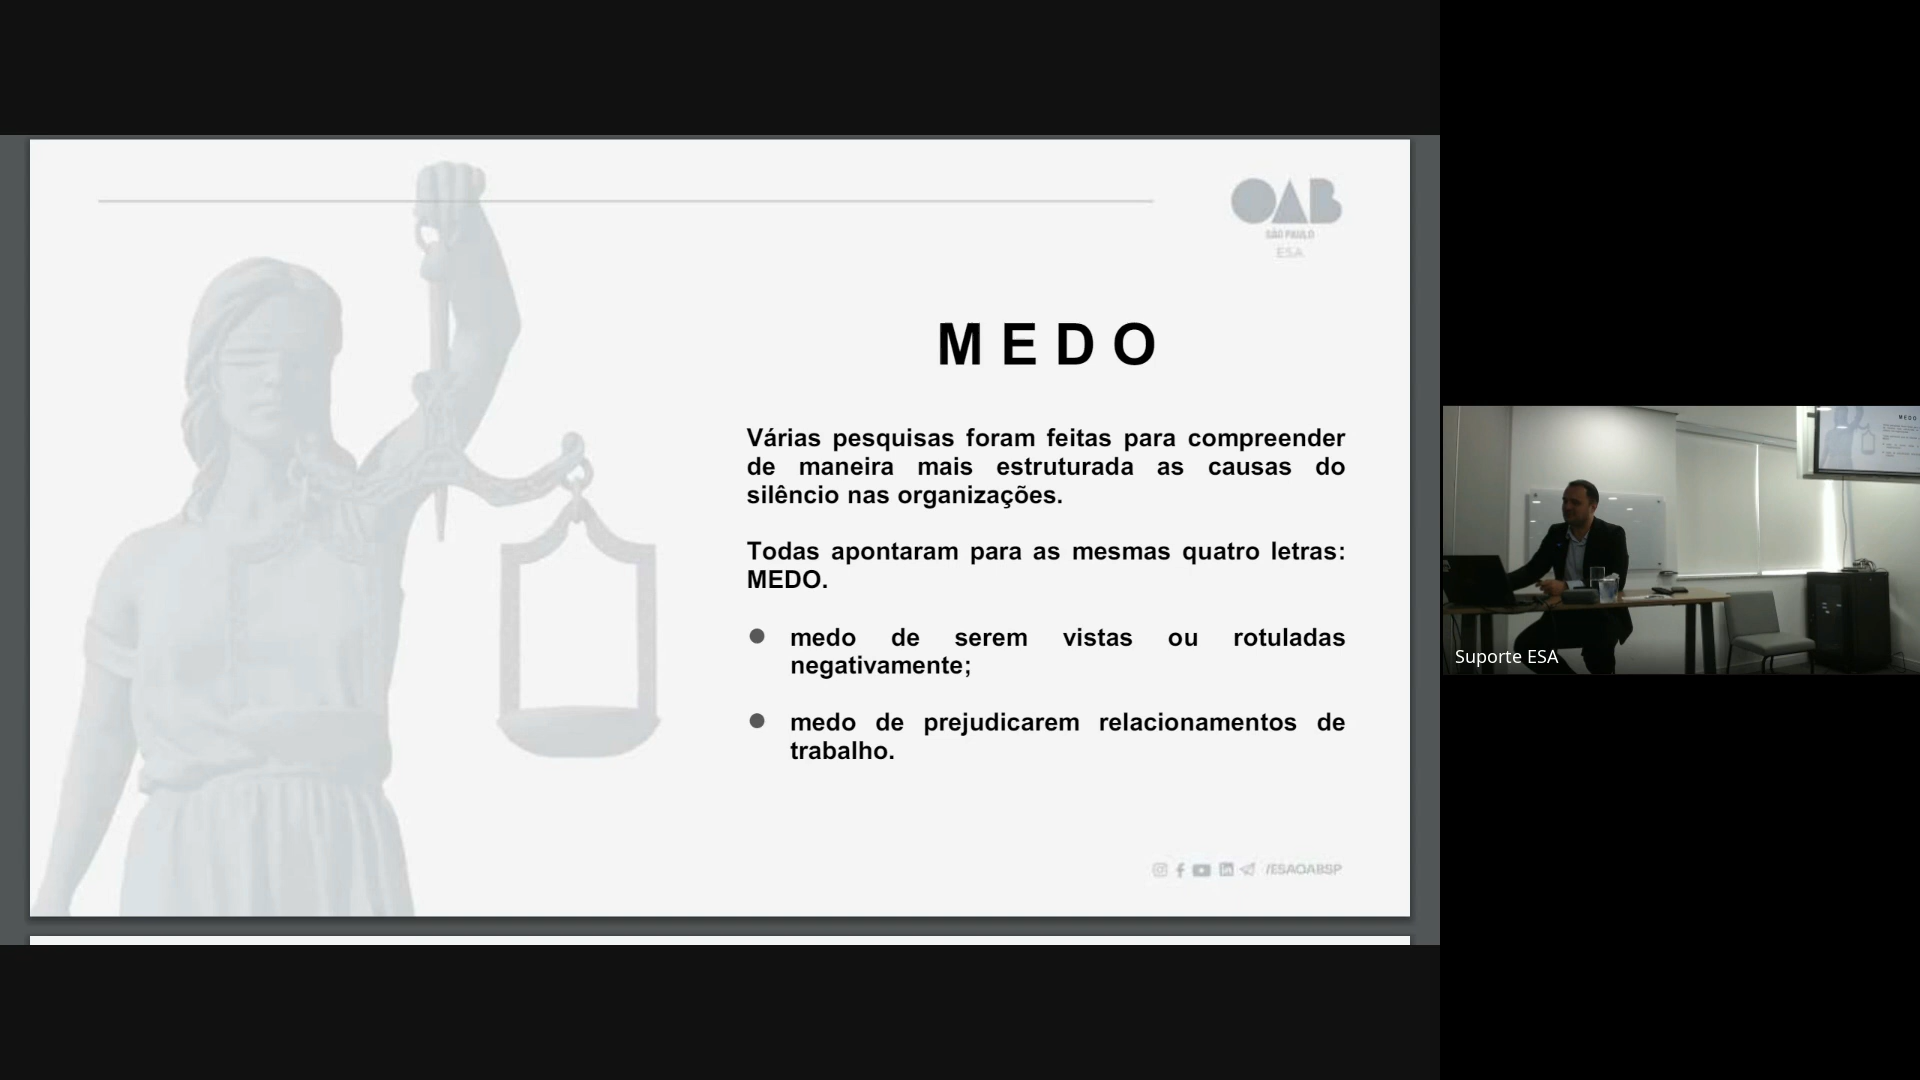 OAB
SÃO PAULO
ESA
MEDO
Várias pesquisas foram feitas para compreender
de maneira mais estruturada as causas do
silêncio nas organizações.
Todas apontaram para as mesmas quatro letras:
MEDO.
● medo de serem vistas ou rotuladas
negativamente;
● medo de prejudicarem relacionamentos de
trabalho.
/ESAOABSP
MEDO
Suporte ESA